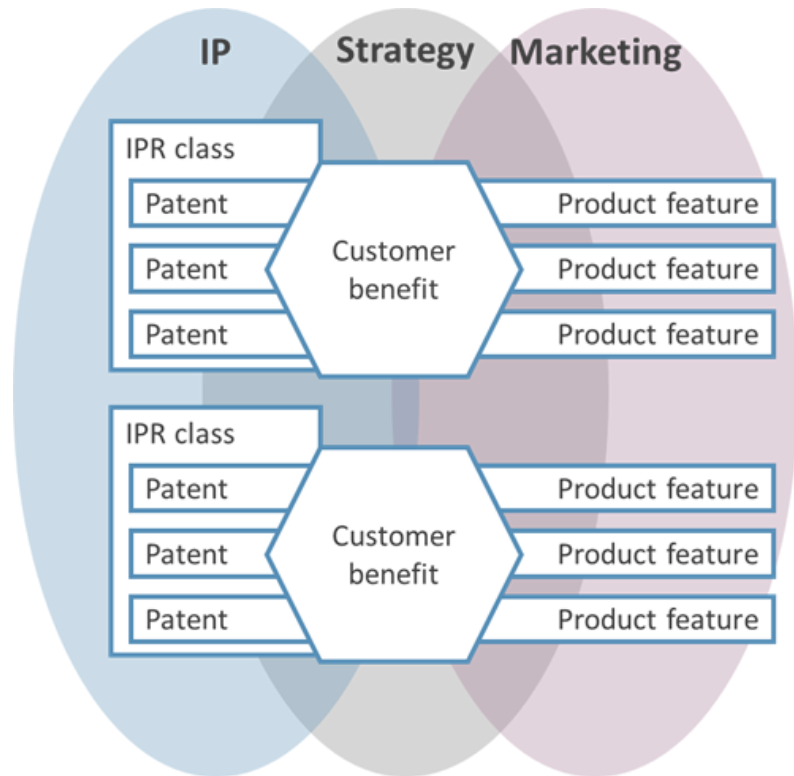 IP
Strategy
Marketing
IPR class
Patent
Patent
Patent
Customer
benefit
Product feature
Product feature
Product feature
IPR class
Patent
Patent
Patent
Customer
benefit
Product feature
Product feature
Product feature